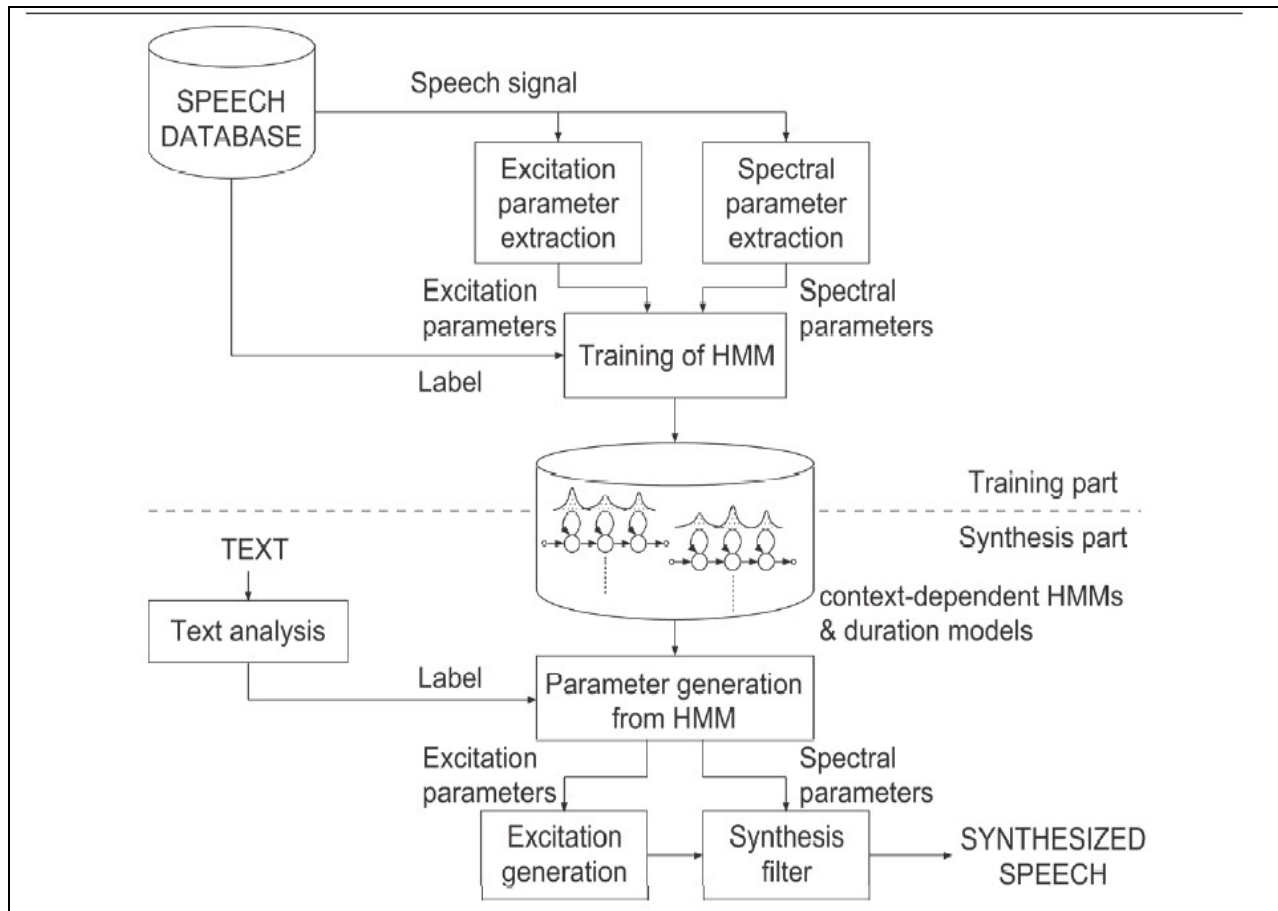 SPEECH
DATABASE
Speech signal
Excitation
parameter
extraction
Spectral
parameter
extraction
Excitation
parameters
Spectral
parameters
Training of HMM
Label
Training part
Synthesis part
TEXT
context-dependent HMMs
& duration models
Text analysis
Label
Parameter generation
from HMM
Excitation
parameters
Spectral
parameters
Excitation
generation
Synthesis
filter
SYNTHESIZED
SPEECH